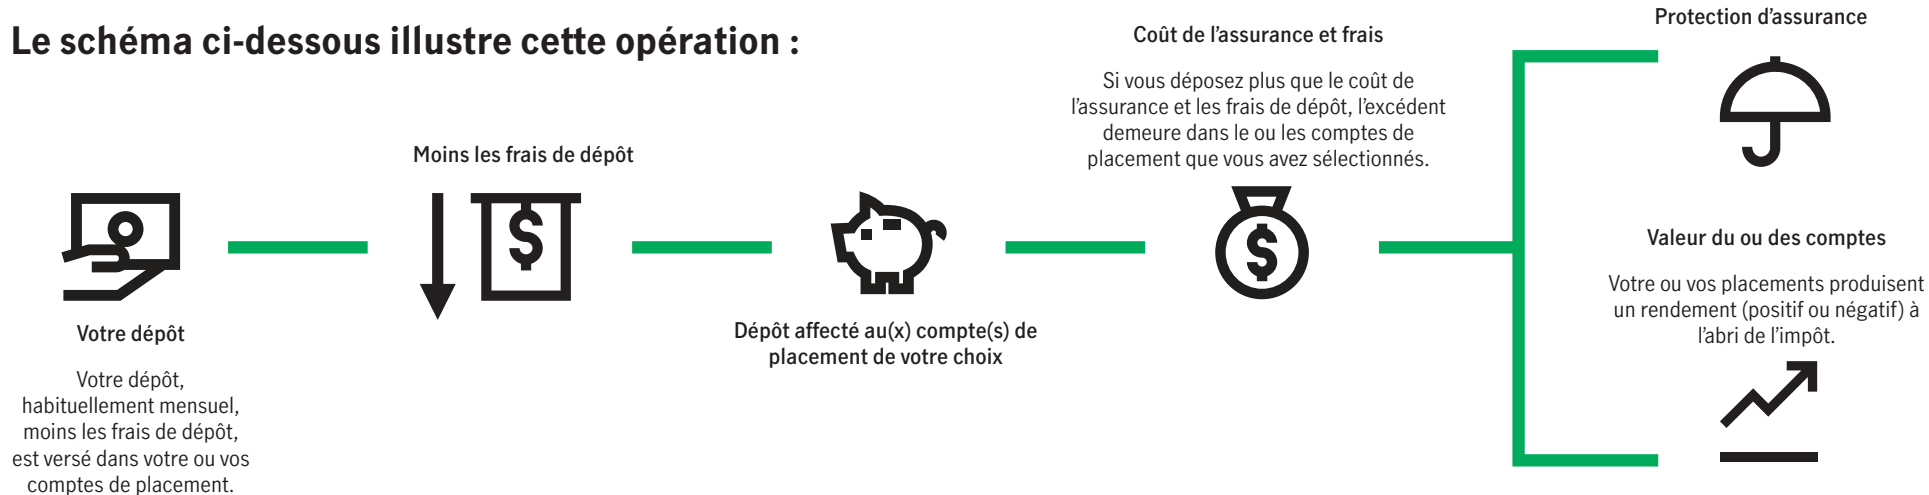 Le schéma ci-dessous illustre cette opération :
Votre dépôt
Votre dépôt,
habituellement mensuel,
moins les frais de dépôt,
est versé dans votre ou vos
comptes de placement.
Moins les frais de dépôt
$
Dépôt affecté au(x) compte(s) de
placement de votre choix
Coût de l’assurance et frais
Si vous déposez plus que le coût de
l’assurance et les frais de dépôt, l’excédent
demeure dans le ou les comptes de
placement que vous avez sélectionnés.
$
Protection d’assurance
Valeur du ou des comptes
Votre ou vos placements produisent
un rendement (positif ou négatif) à
l’abri de l’impôt.